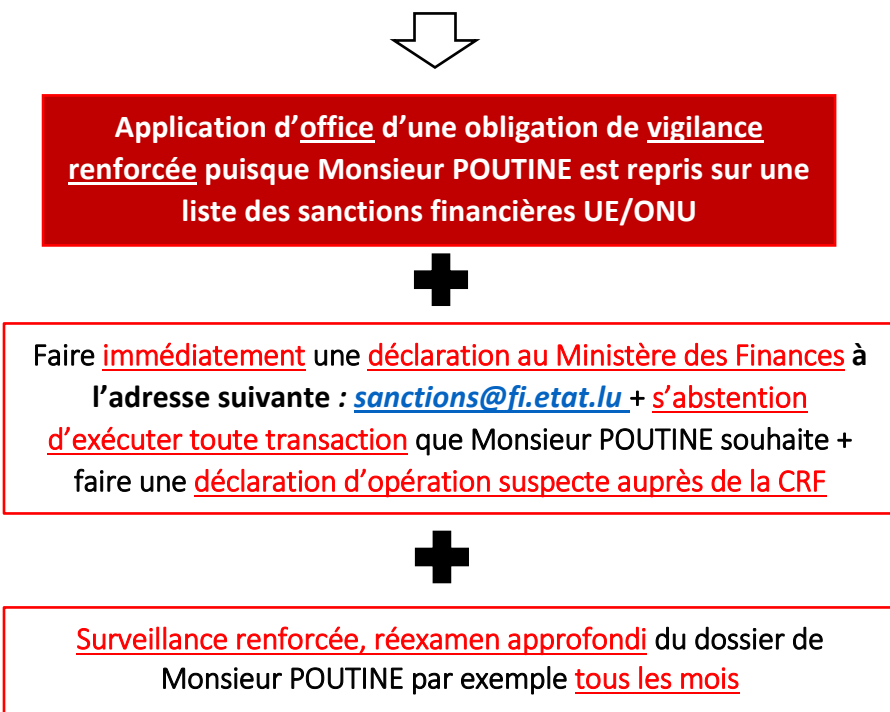 Application d'office d'une obligation de vigilance
renforcée puisque Monsieur POUTINE est repris sur une
liste des sanctions financières UE/ONU
Faire immédiatement une déclaration au Ministère des Finances à
l'adresse suivante : sanctions@fi.etat.lu + s'abstention
d'exécuter toute transaction que Monsieur POUTINE souhaite +
faire une déclaration d'opération suspecte auprès de la CRF
Surveillance renforcée, réexamen approfondi du dossier de
Monsieur POUTINE par exemple tous les mois